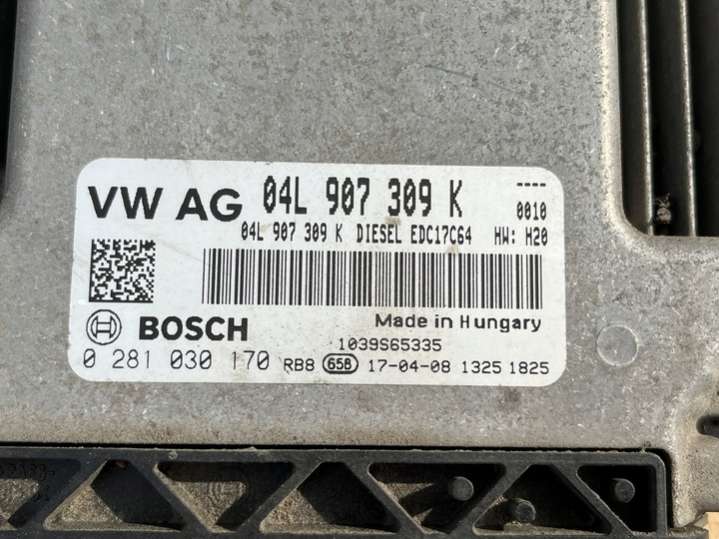 VW AG 04L 907 309 K ----
0010
04L 907 309 K DIESEL EDC17C64 HW: H20
BOSCH Made in Hungary
1039S65335
0 281 030 170 RB8 65B 17-04-08 1325 1825